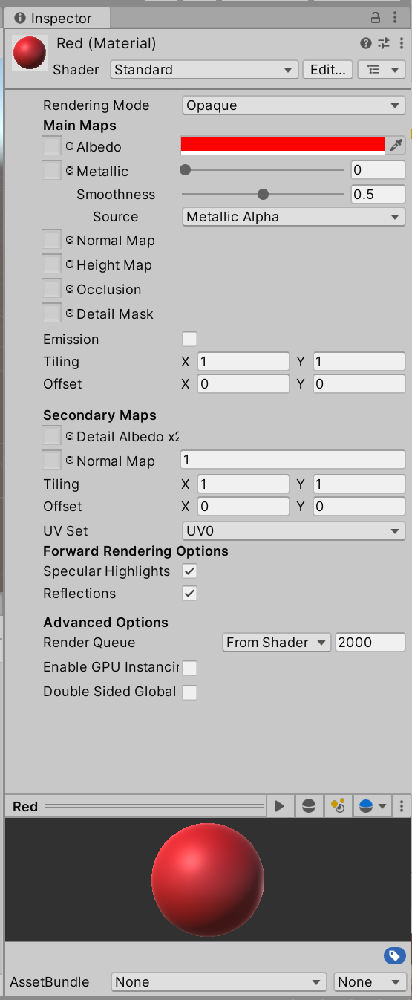 Inspector
Red (Material)
Shader Standard Edit...
Rendering Mode Opaque
Main Maps
Albedo
Metallic 0
Smoothness 0.5
Source Metallic Alpha
Normal Map
Height Map
Occlusion
Detail Mask
Emission
Tiling X 1 Y 1
Offset X 0 Y 0
Secondary Maps
Detail Albedo x2
Normal Map 1
Tiling X 1 Y 1
Offset X 0 Y 0
UV Set UV0
Forward Rendering Options
Specular Highlights
Reflections
Advanced Options
Render Queue From Shader 2000
Enable GPU Instancin
Double Sided Global
Red
AssetBundle None None